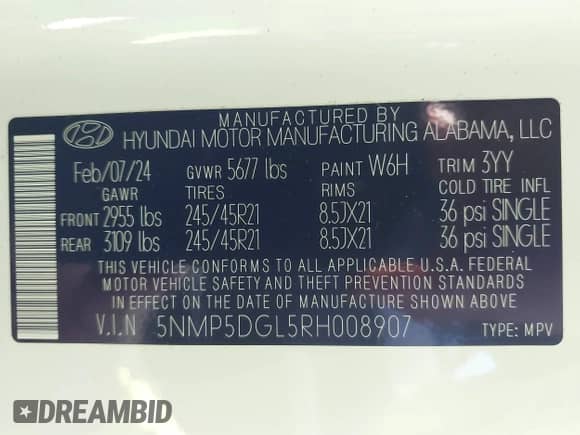 MANUFACTURED BY
HYUNDAI MOTOR MANUFACTURING ALABAMA, LLC
Feb/07/24 GVWR 5677 lbs PAINT W6H TRIM 3YY
GAWR TIRES RIMS COLD TIRE INFL
FRONT 2955 lbs 245/45R21 8.5JX21 36 psi SINGLE
REAR 3109 lbs 245/45R21 8.5JX21 36 psi SINGLE
THIS VEHICLE CONFORMS TO ALL APPLICABLE U.S.A. FEDERAL
MOTOR VEHICLE SAFETY AND THEFT PREVENTION STANDARDS
IN EFFECT ON THE DATE OF MANUFACTURE SHOWN ABOVE.
V.I.N 5NMP5DGL5RH008907 TYPE: MPV
DREAMBID